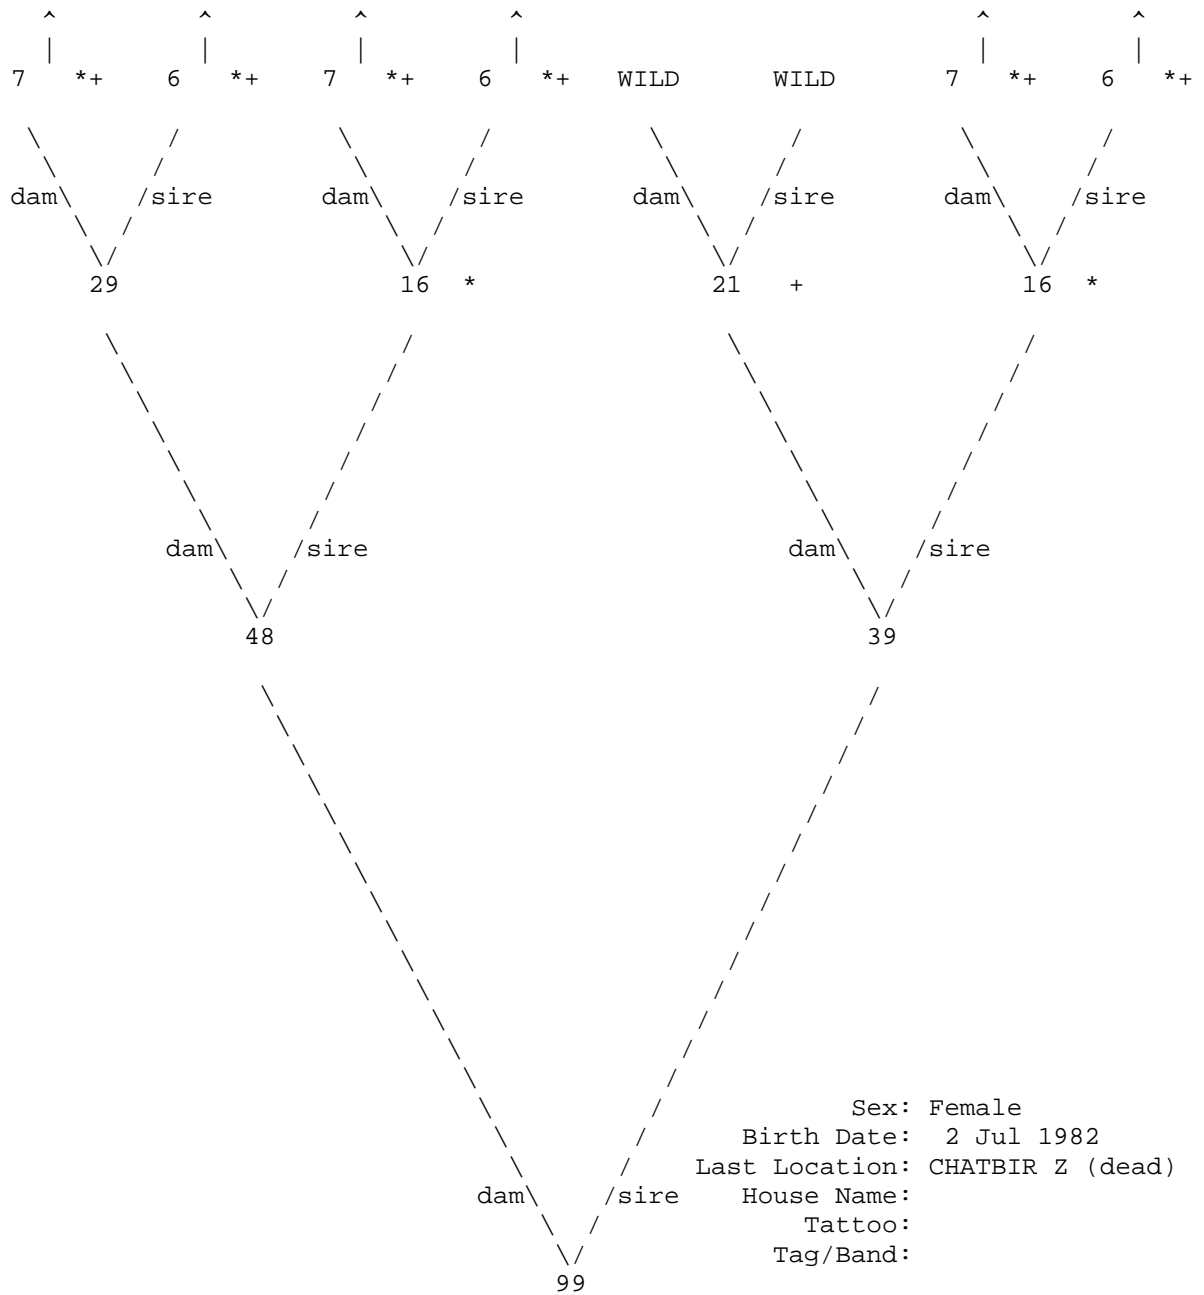 ^ ^ ^ ^ ^ ^
| | | | | |
7 *+ 6 *+ 7 *+ 6 *+ WILD WILD 7 *+ 6 *+
dam sire dam sire dam sire dam sire
29 16 * 21 + 16 *
dam sire dam sire
48 39
Sex: Female
Birth Date: 2 Jul 1982
Last Location: CHATBIR Z (dead)
dam sire House Name:
Tattoo:
Tag/Band:
99